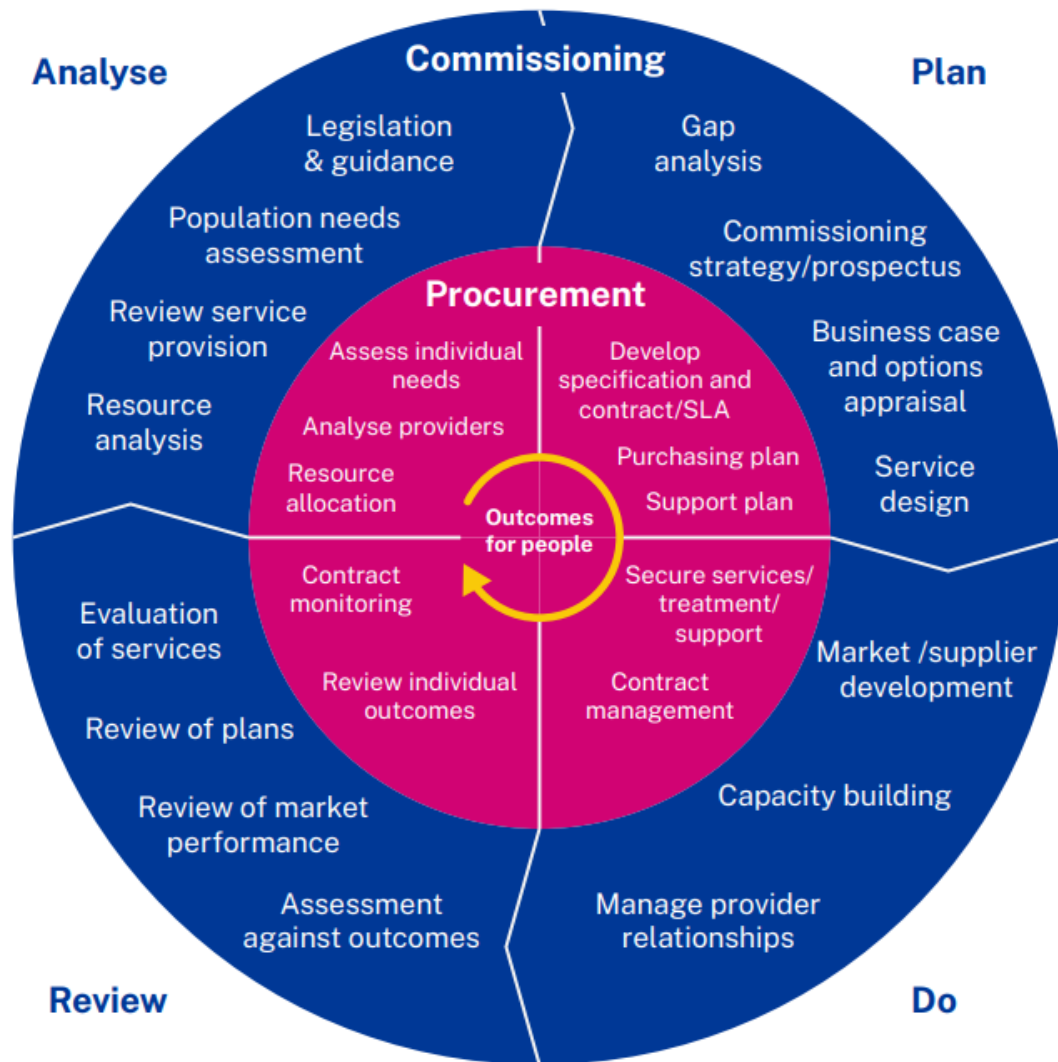 Analyse
Commissioning
Plan
Legislation
& guidance
Population needs
assessment
Review service
provision
Resource
analysis
Gap
analysis
Commissioning
strategy/prospectus
Business case
and options
appraisal
Service
design
Procurement
Assess individual
needs
Analyse providers
Resource
allocation
Develop
specification and
contract/SLA
Purchasing plan
Support plan
Outcomes
for people
Contract
monitoring
Review individual
outcomes
Secure services/
treatment/
support
Contract
management
Evaluation
of services
Review of plans
Review of market
performance
Assessment
against outcomes
Market /supplier
development
Capacity building
Manage provider
relationships
Review
Do